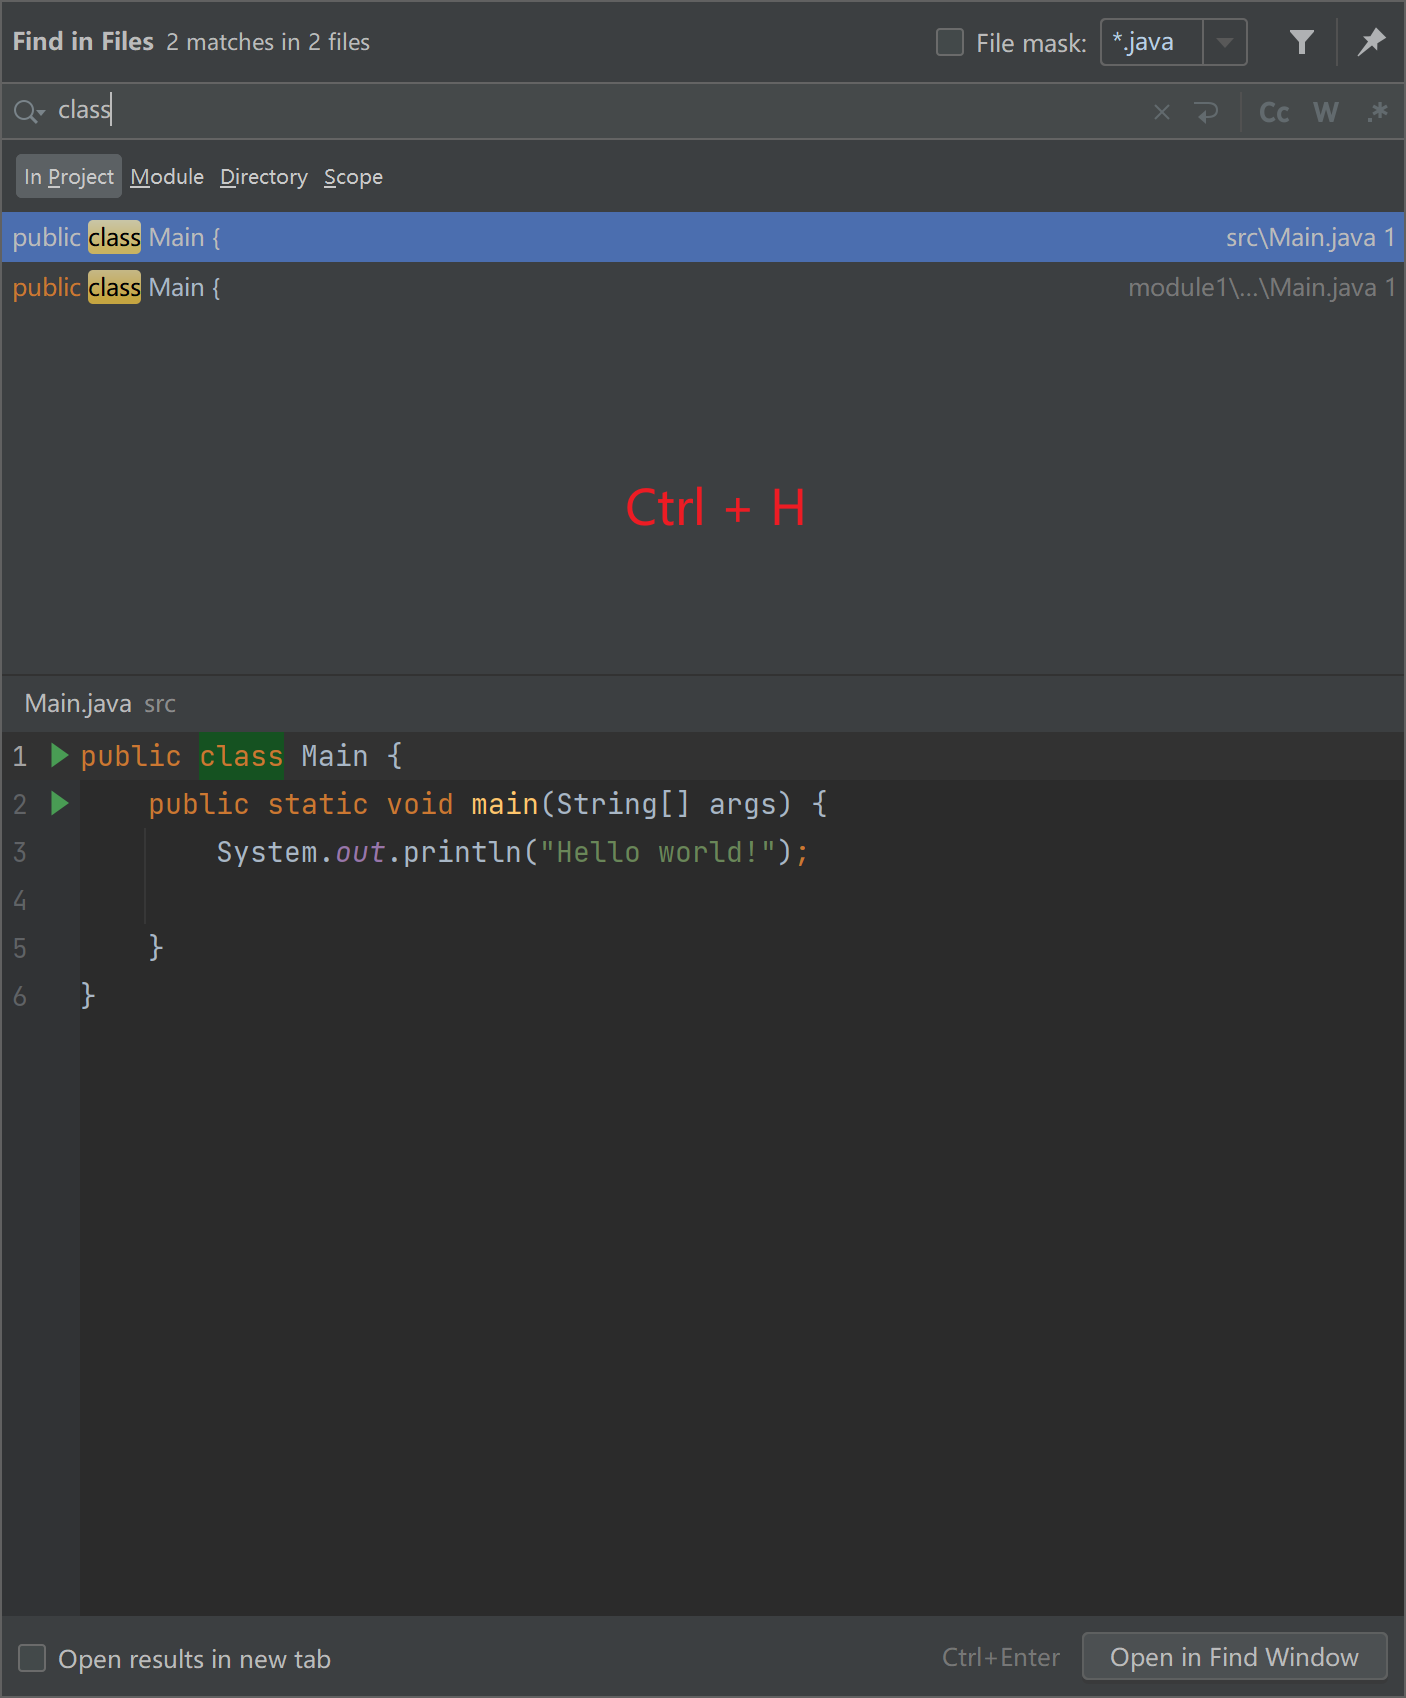 Find in Files 2 matches in 2 files File mask: *.java
class Cc W .*
In Project Module Directory Scope
public class Main { src\Main.java 1
public class Main { module1\...\Main.java 1
Ctrl + H
Main.java src
1 public class Main {
2 public static void main(String[] args) {
3 System.out.println("Hello world!");
4
5 }
6 }
Open results in new tab Ctrl+Enter Open in Find Window